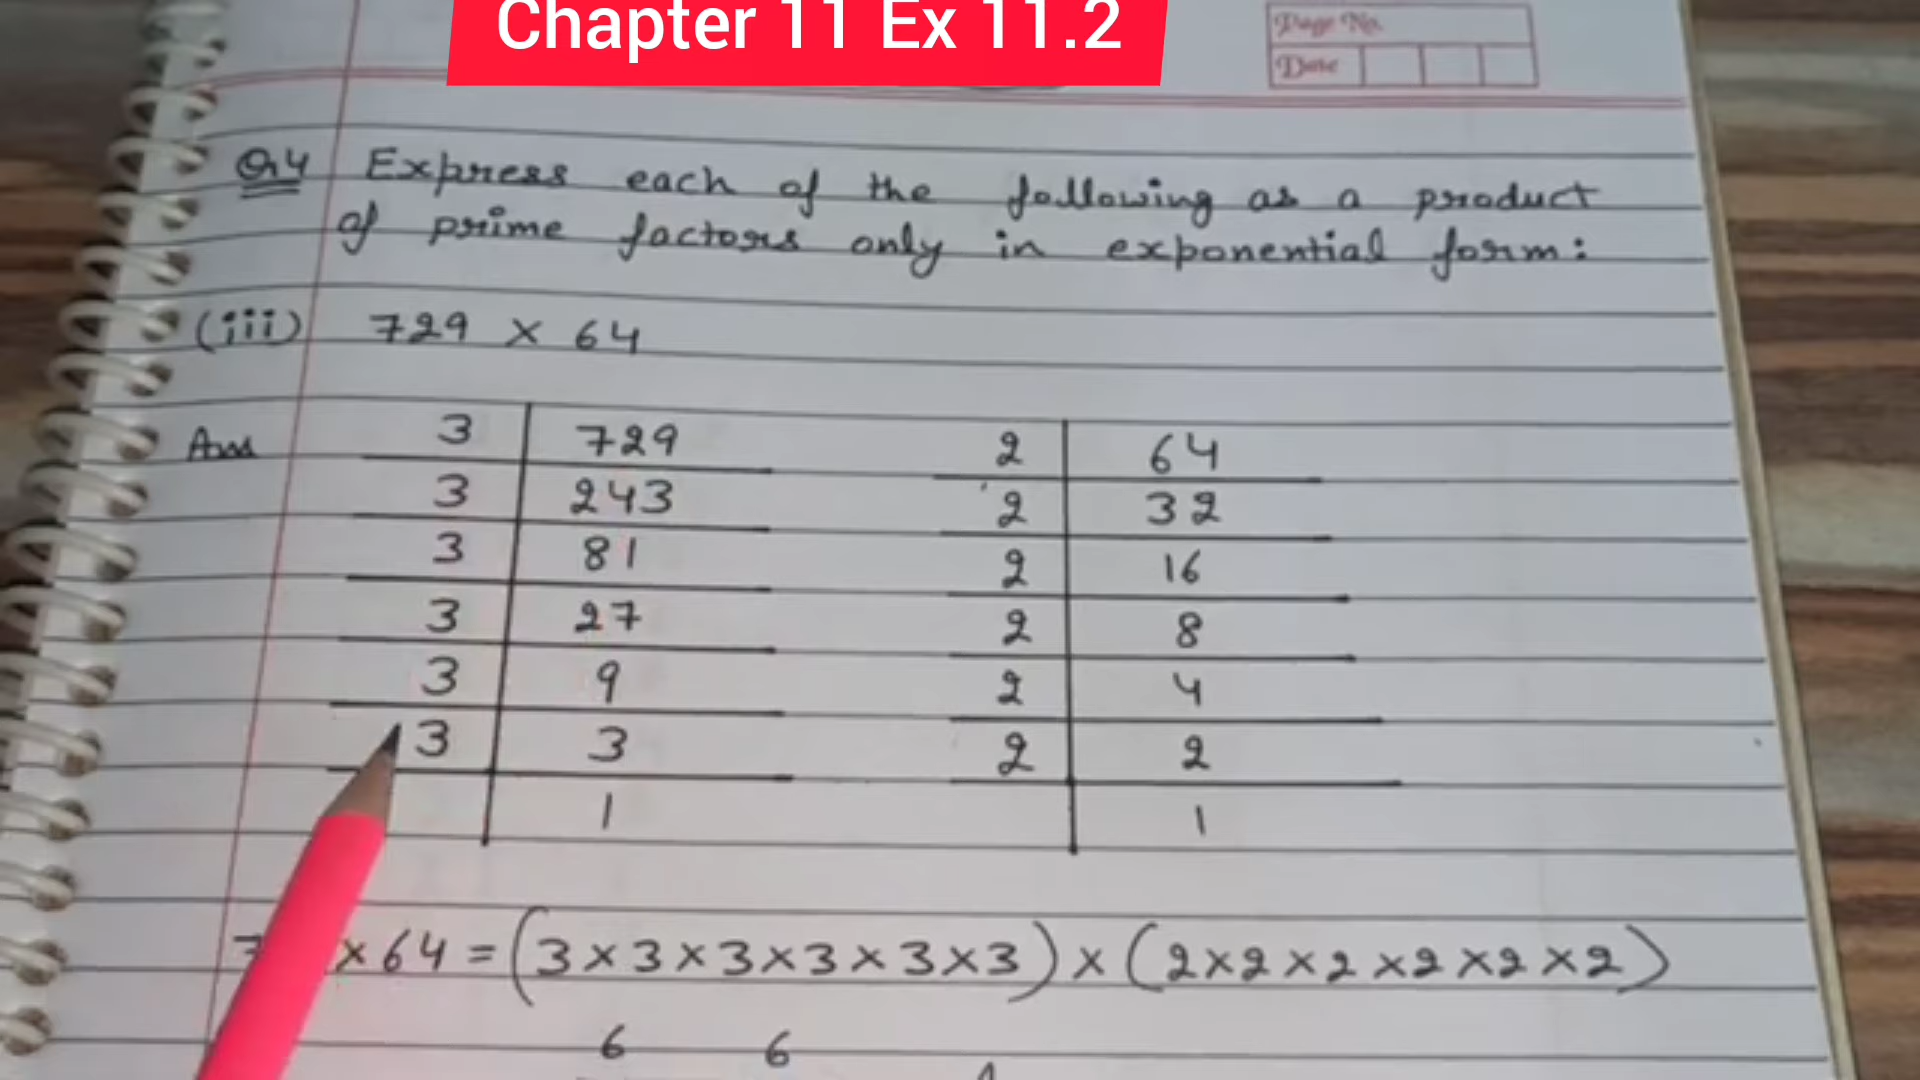 Chapter 11 Ex 11.2
Page No.
Date
Q4 Express each of the following as a product
of prime factors only in exponential form:
(iii) 729 × 64
Ans 3 729 2 64
3 243 2 32
3 81 2 16
3 27 2 8
3 9 2 4
3 3 2 2
1 1
× 64 = (3 × 3 × 3 × 3 × 3 × 3) × (2 × 2 × 2 × 2 × 2 × 2)
6 6